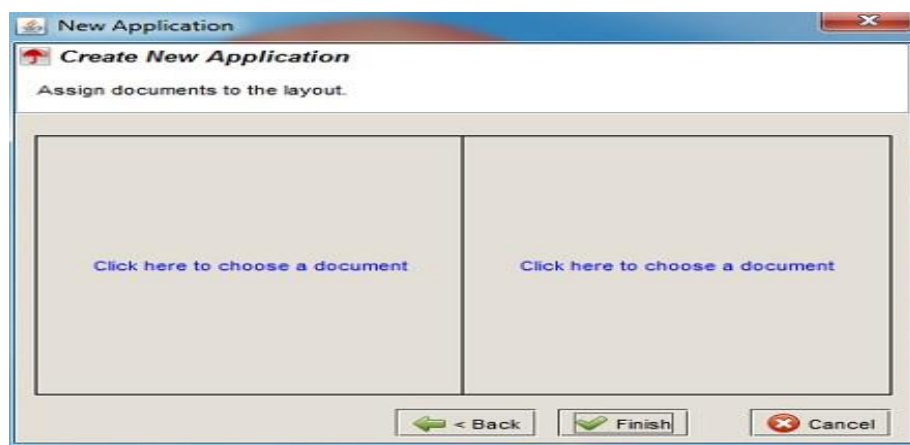 New Application
Create New Application
Assign documents to the layout.
Click here to choose a document
Click here to choose a document
< Back
Finish
Cancel